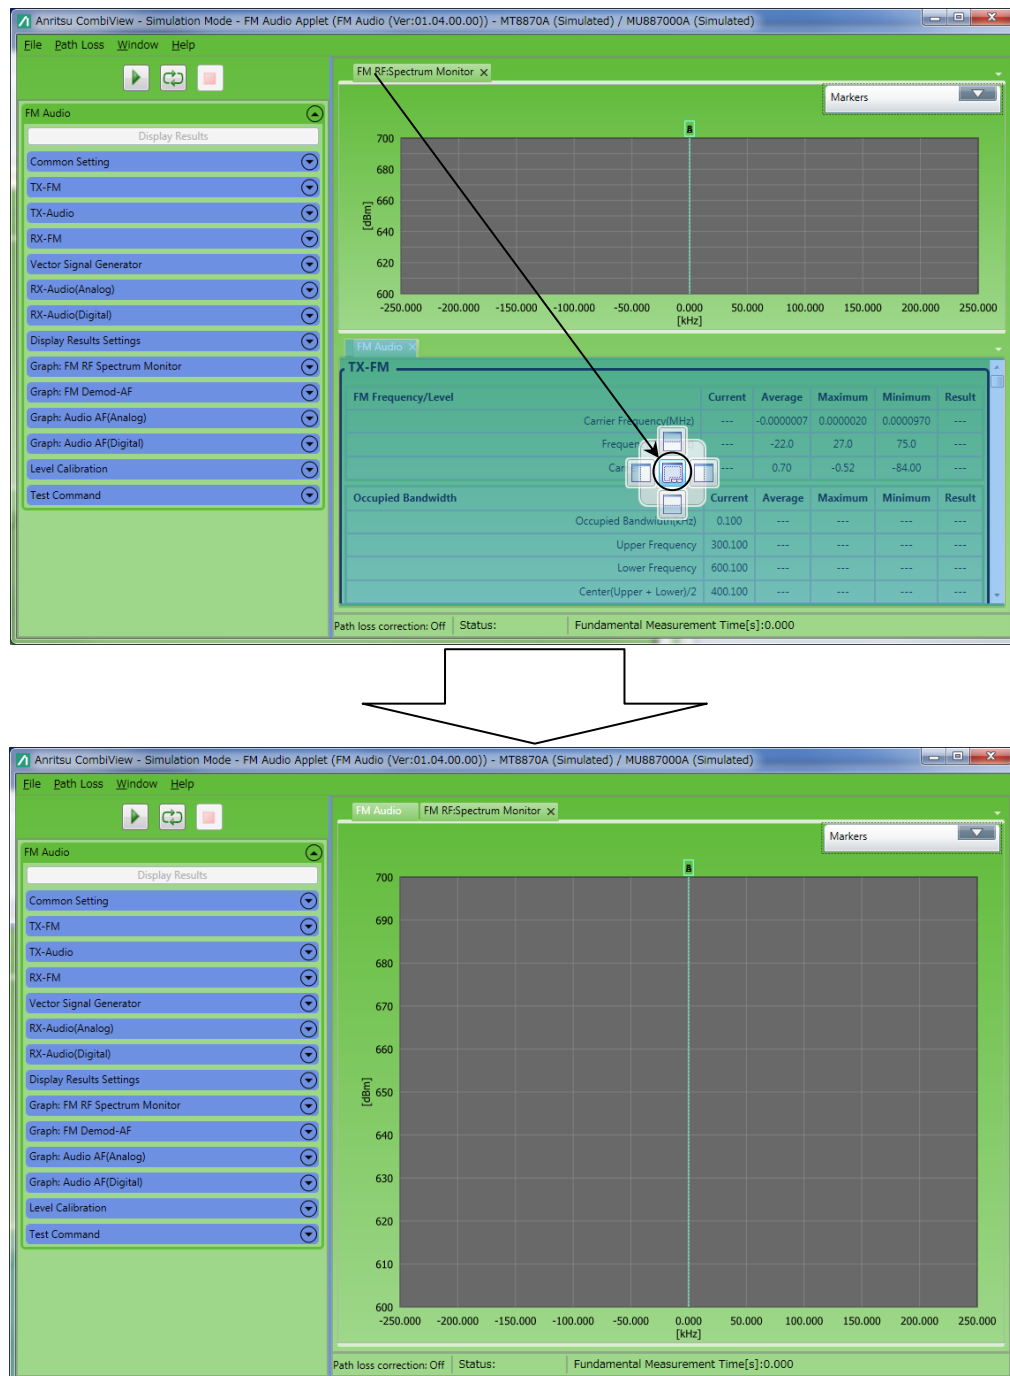 Anritsu CombiView - Simulation Mode - FM Audio Applet (FM Audio (Ver:01.04.00.00)) - MT8870A (Simulated) / MU887000A (Simulated)
File Path Loss Window Help
FM RF:Spectrum Monitor
Markers
FM Audio
Display Results
Common Setting
TX-FM
TX-Audio
RX-FM
Vector Signal Generator
RX-Audio(Analog)
RX-Audio(Digital)
Display Results Settings
Graph: FM RF Spectrum Monitor
Graph: FM Demod-AF
Graph: Audio AF(Analog)
Graph: Audio AF(Digital)
Level Calibration
Test Command
B
700
680
660
640
620
600
[dBm]
-250.000 -200.000 -150.000 -100.000 -50.000 0.000 50.000 100.000 150.000 200.000 250.000
[kHz]
FM Audio
TX-FM
FM Frequency/Level Current Average Maximum Minimum Result
Carrier Frequency(MHz) --- -0.0000007 0.0000020 0.0000970 ---
--- -22.0 27.0 75.0 ---
--- 0.70 -0.52 -84.00 ---
Occupied Bandwidth Current Average Maximum Minimum Result
Occupied Bandwidth(kHz) 0.100 --- --- --- ---
Upper Frequency 300.100 --- --- --- ---
Lower Frequency 600.100 --- --- --- ---
Center(Upper + Lower)/2 400.100 --- --- --- ---
Path loss correction: Off Status: Fundamental Measurement Time[s]:0.000
Anritsu CombiView - Simulation Mode - FM Audio Applet (FM Audio (Ver:01.04.00.00)) - MT8870A (Simulated) / MU887000A (Simulated)
File Path Loss Window Help
FM Audio FM RF:Spectrum Monitor
Markers
FM Audio
Display Results
Common Setting
TX-FM
TX-Audio
RX-FM
Vector Signal Generator
RX-Audio(Analog)
RX-Audio(Digital)
Display Results Settings
Graph: FM RF Spectrum Monitor
Graph: FM Demod-AF
Graph: Audio AF(Analog)
Graph: Audio AF(Digital)
Level Calibration
Test Command
B
700
690
680
670
660
650
640
630
620
610
600
[dBm]
-250.000 -200.000 -150.000 -100.000 -50.000 0.000 50.000 100.000 150.000 200.000 250.000
[kHz]
Path loss correction: Off Status: Fundamental Measurement Time[s]:0.000